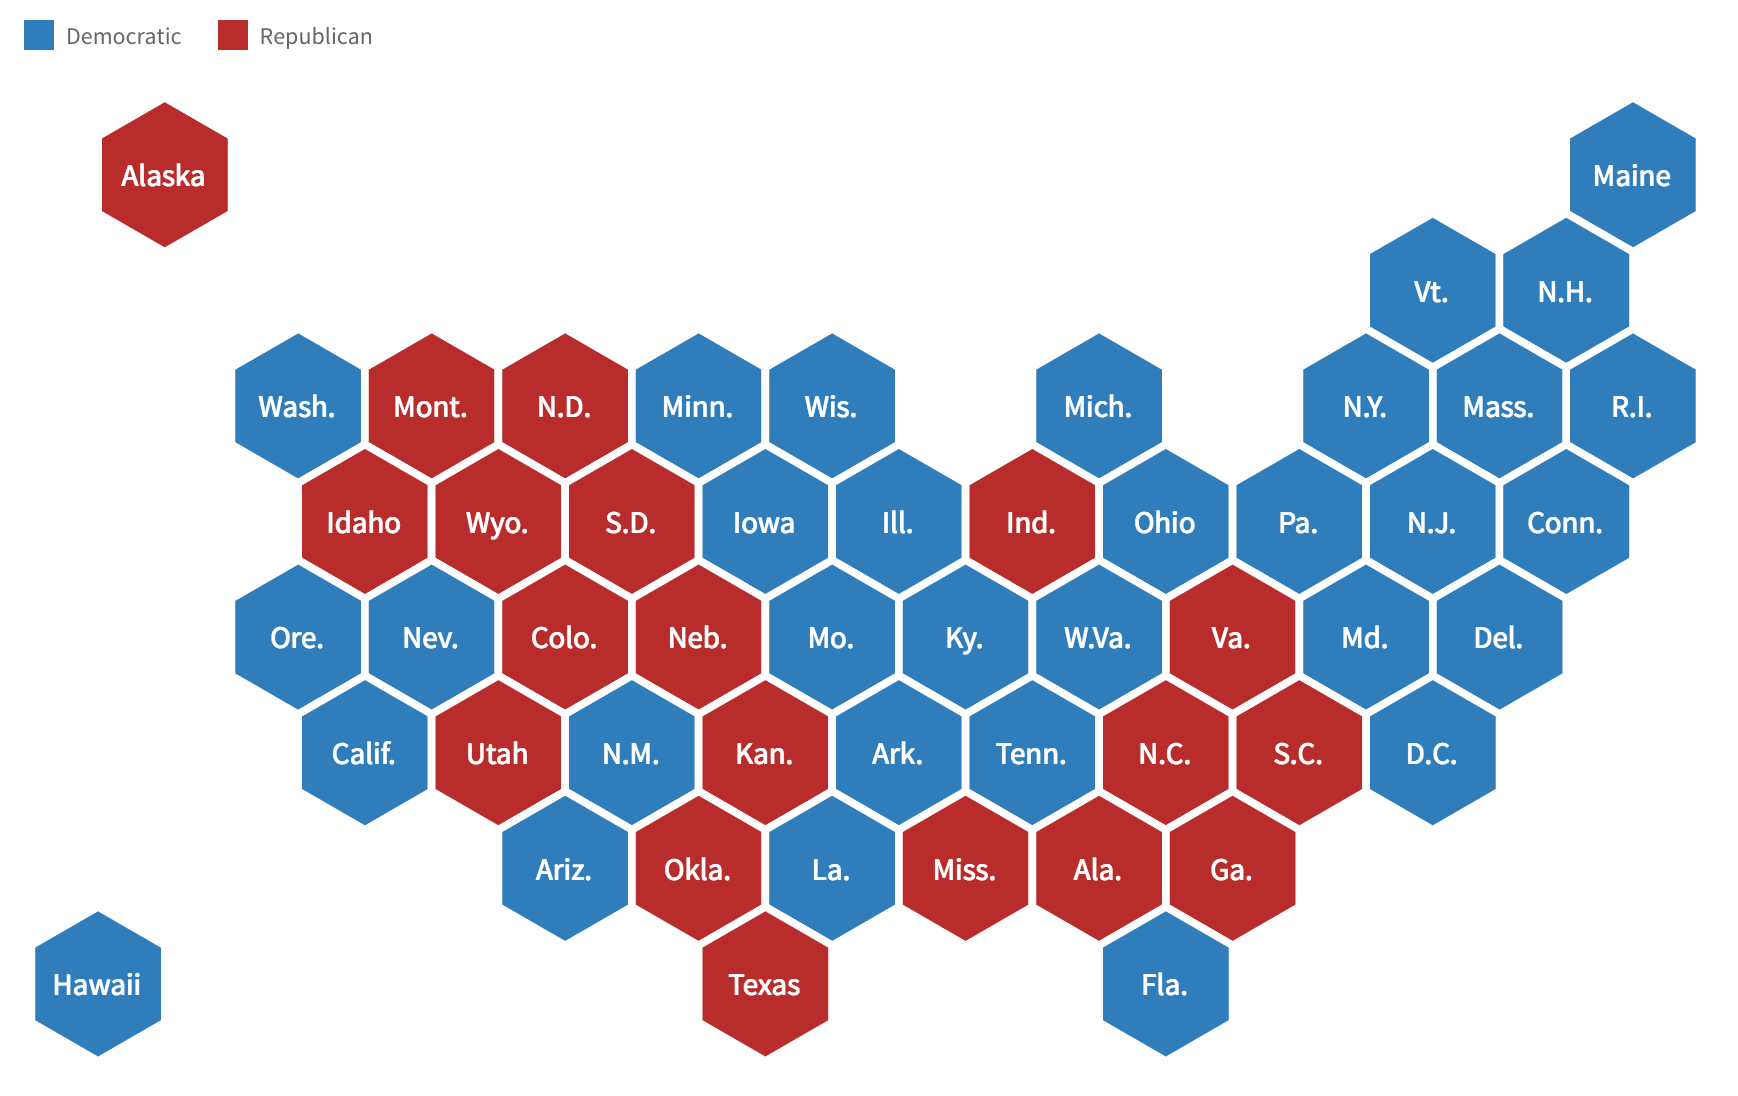 Democratic Republican
Alaska Maine
Vt. N.H.
Wash. Mont. N.D. Minn. Wis. Mich. N.Y. Mass. R.I.
Idaho Wyo. S.D. Iowa Ill. Ind. Ohio Pa. N.J. Conn.
Ore. Nev. Colo. Neb. Mo. Ky. W.Va. Va. Md. Del.
Calif. Utah N.M. Kan. Ark. Tenn. N.C. S.C. D.C.
Ariz. Okla. La. Miss. Ala. Ga.
Hawaii Texas Fla.